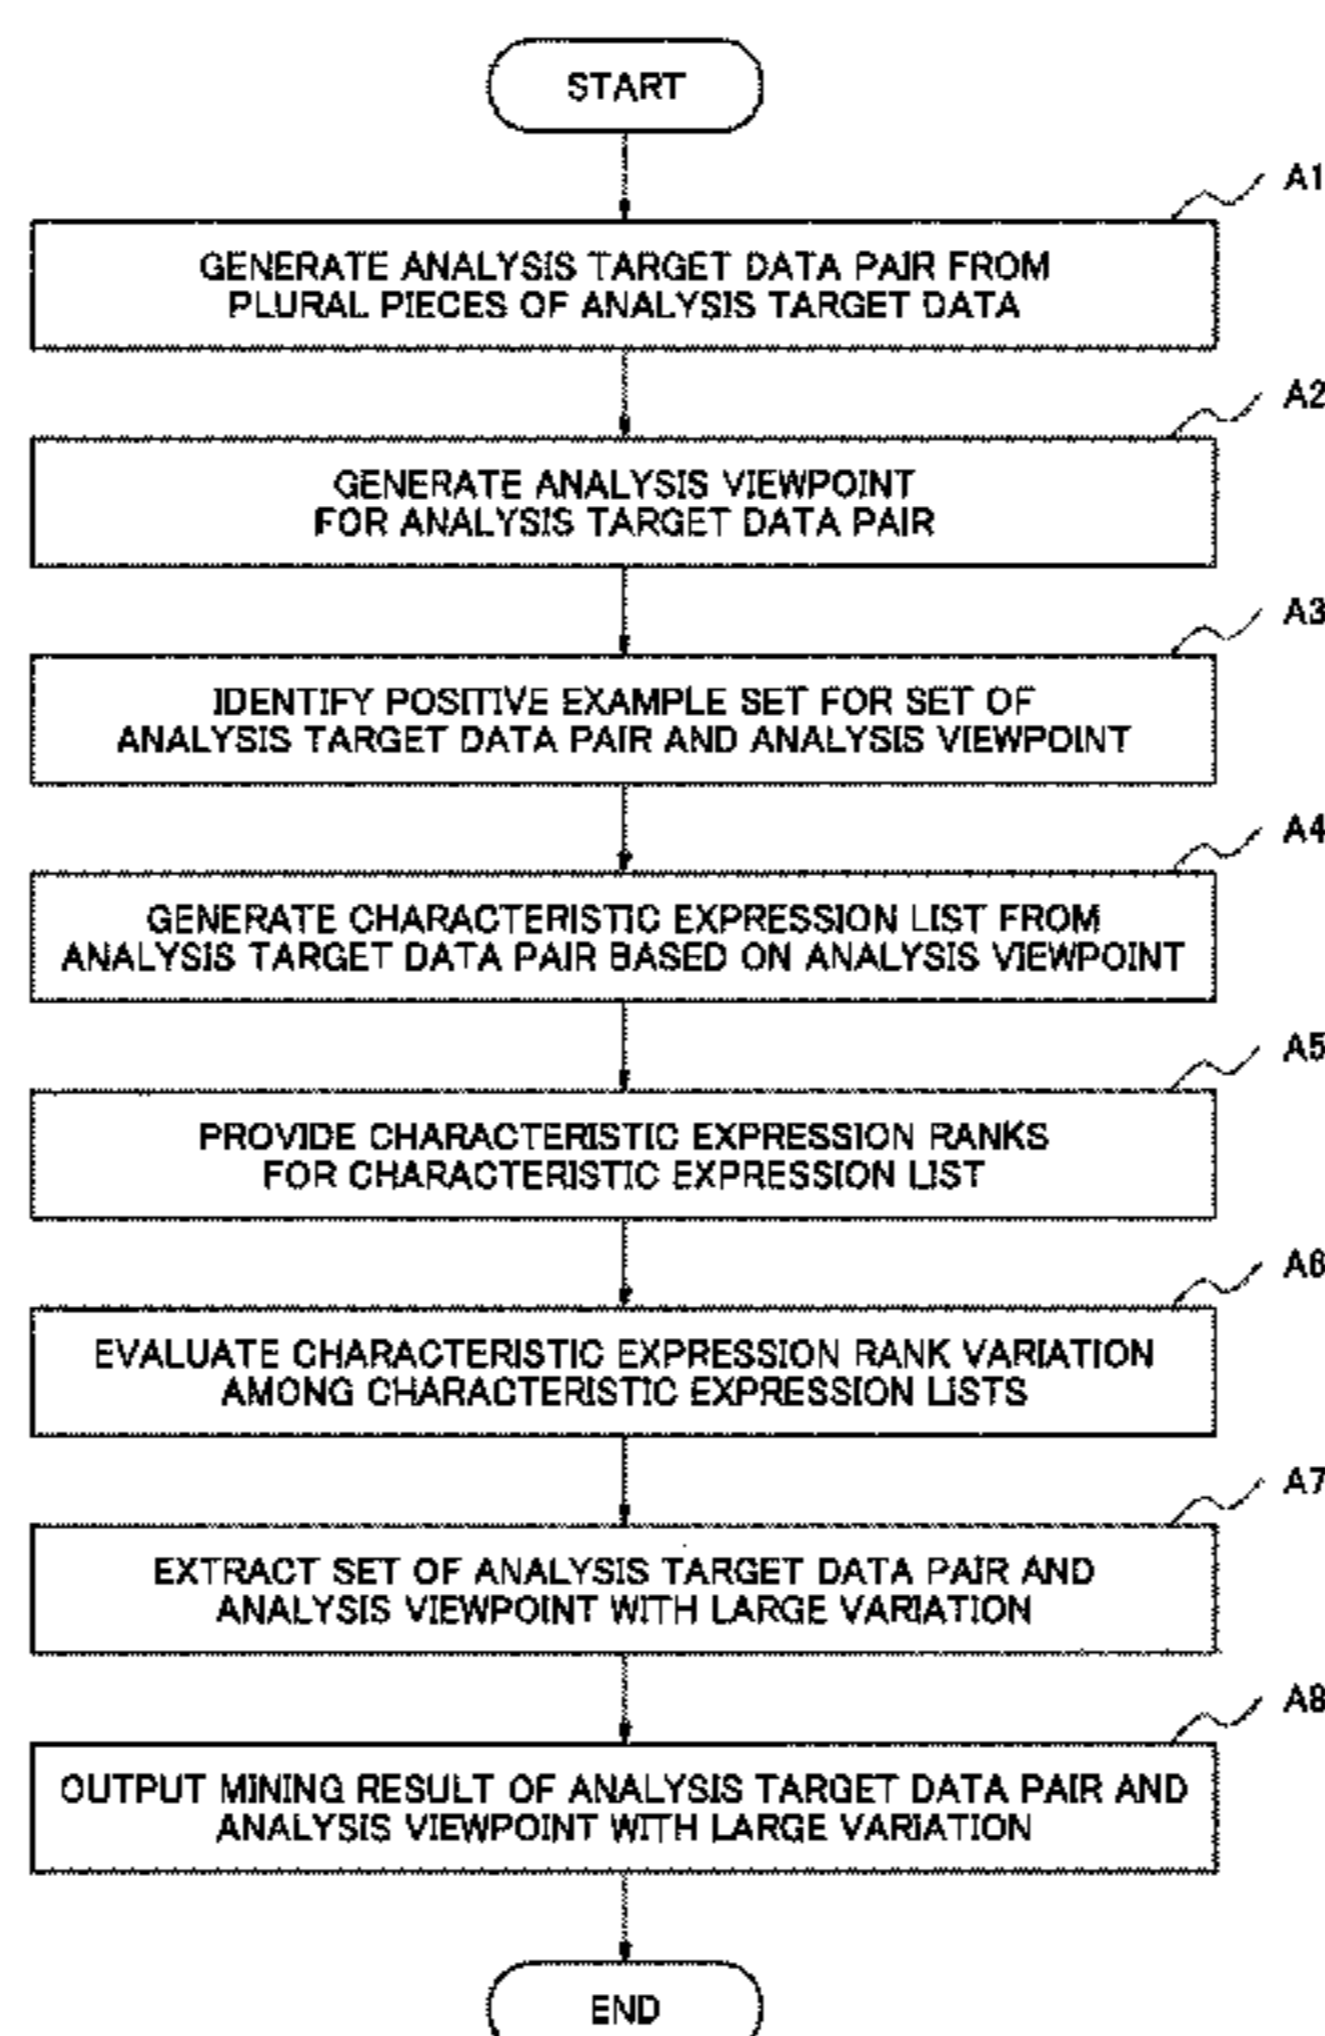 START
A1
GENERATE ANALYSIS TARGET DATA PAIR FROM
PLURAL PIECES OF ANALYSIS TARGET DATA
A2
GENERATE ANALYSIS VIEWPOINT
FOR ANALYSIS TARGET DATA PAIR
A3
IDENTIFY POSITIVE EXAMPLE SET FOR SET OF
ANALYSIS TARGET DATA PAIR AND ANALYSIS VIEWPOINT
A4
GENERATE CHARACTERISTIC EXPRESSION LIST FROM
ANALYSIS TARGET DATA PAIR BASED ON ANALYSIS VIEWPOINT
A5
PROVIDE CHARACTERISTIC EXPRESSION RANKS
FOR CHARACTERISTIC EXPRESSION LIST
A6
EVALUATE CHARACTERISTIC EXPRESSION RANK VARIATION
AMONG CHARACTERISTIC EXPRESSION LISTS
A7
EXTRACT SET OF ANALYSIS TARGET DATA PAIR AND
ANALYSIS VIEWPOINT WITH LARGE VARIATION
A8
OUTPUT MINING RESULT OF ANALYSIS TARGET DATA PAIR AND
ANALYSIS VIEWPOINT WITH LARGE VARIATION
END